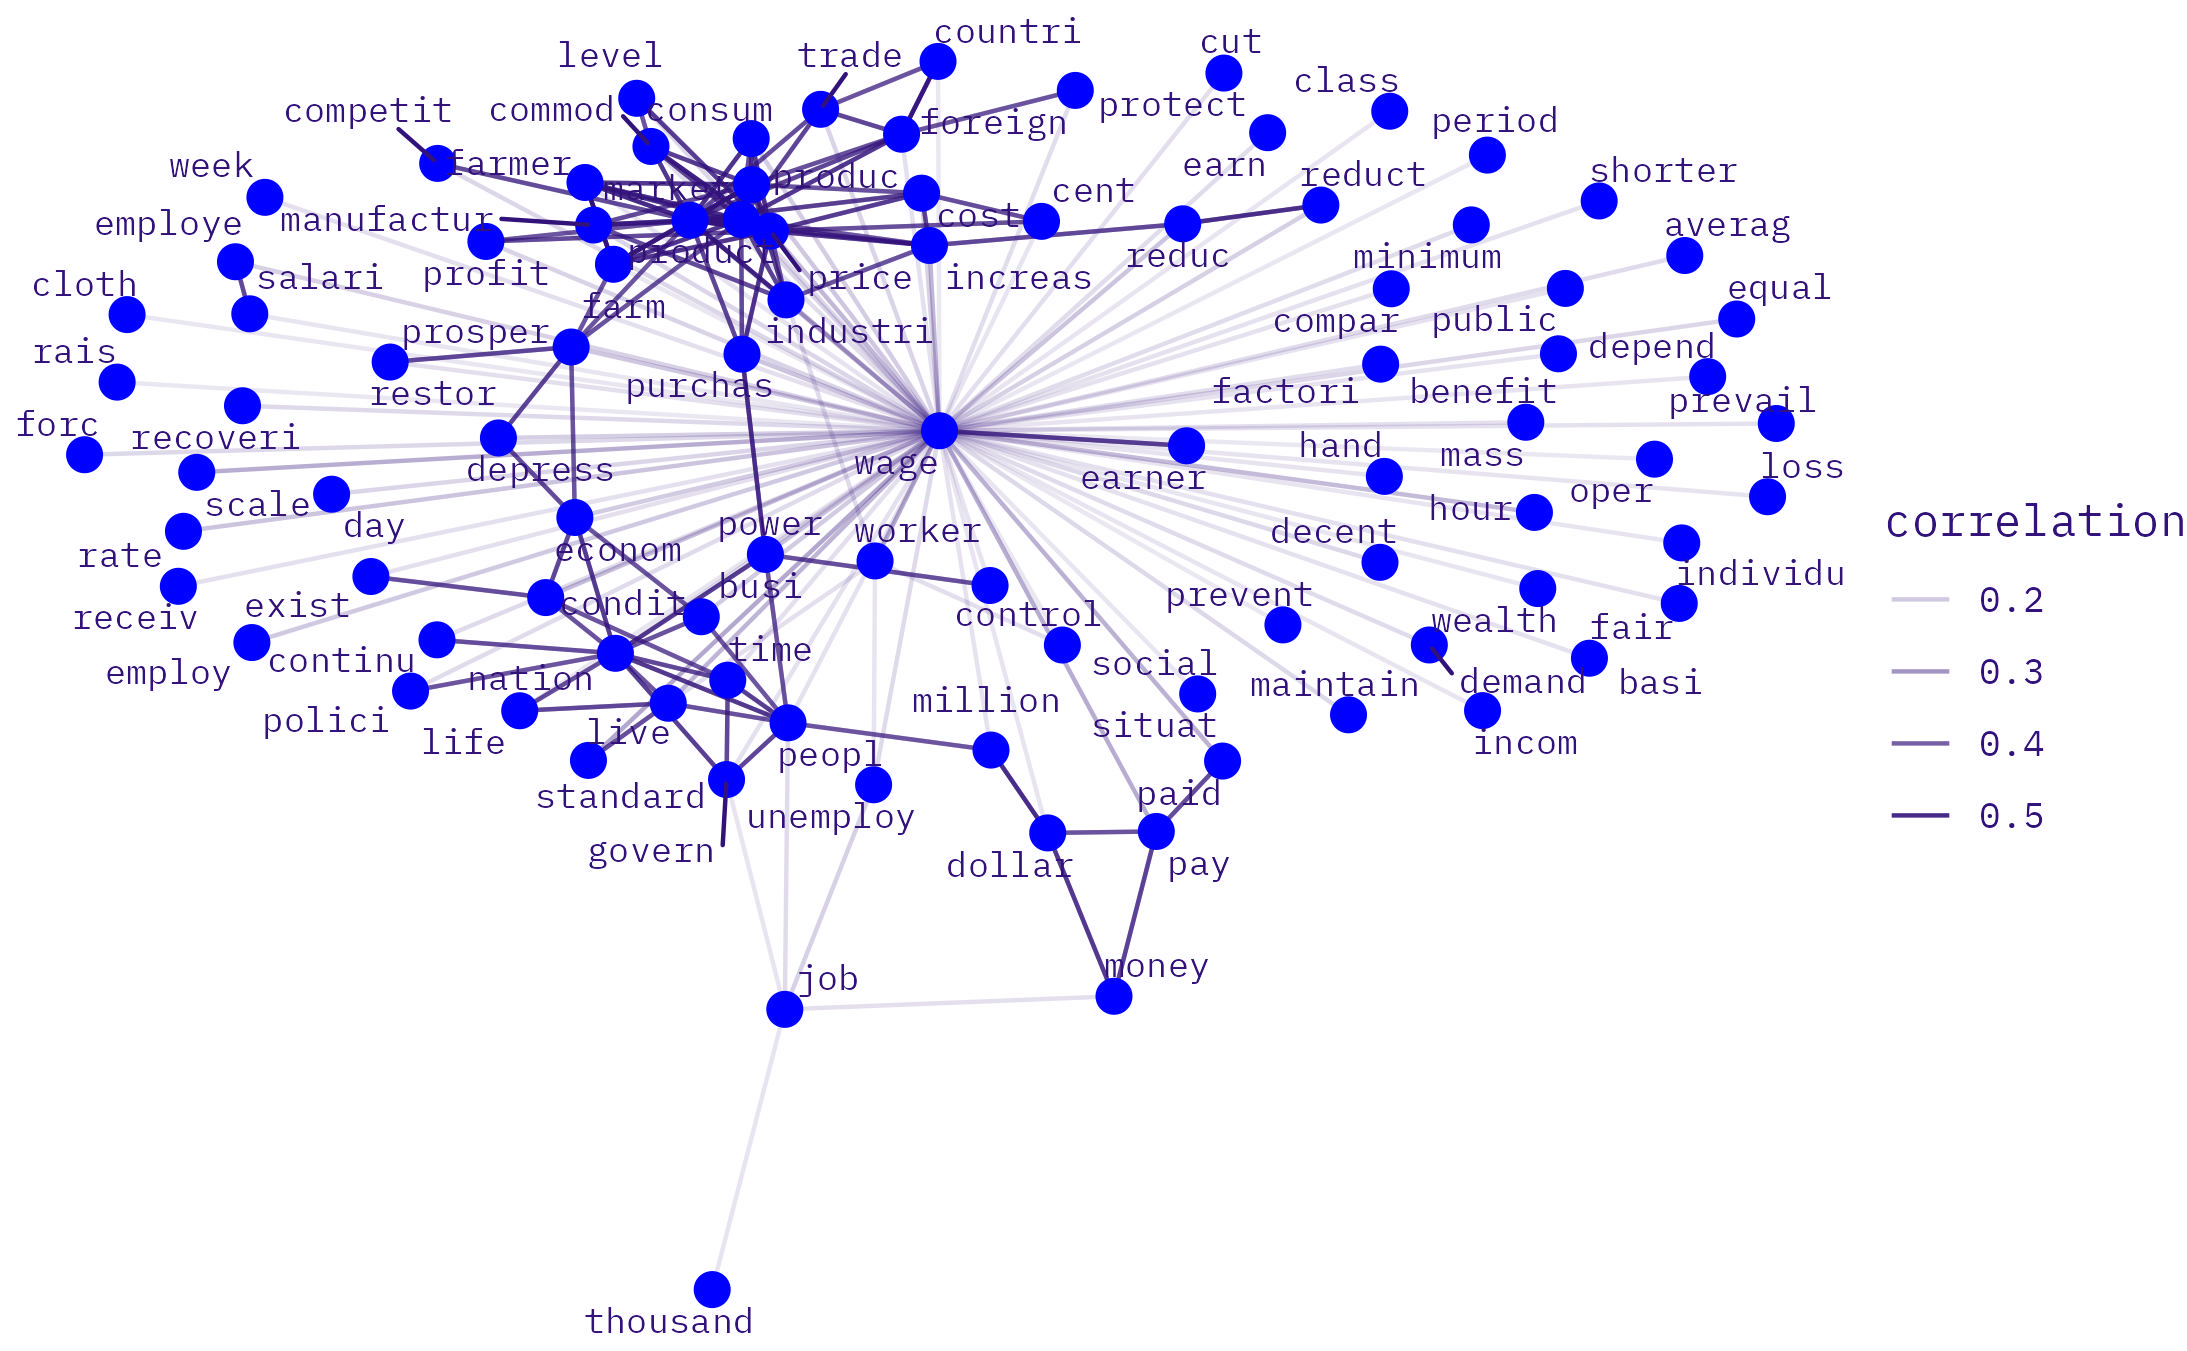 countri
cut
level
trade
class
competit
commod
consum
protect
foreign
period
week
farmer
market
produc
earn
reduct
shorter
cent
employe
manufactur
cost
averag
product
reduc
minimum
cloth
salari
profit
price
increas
equal
farm
compar
public
rais
prosper
industri
depend
restor
purchas
factori
benefit
prevail
forc
recoveri
hand
mass
depress
wage
earner
loss
scale
oper
day
hour
correlation
power
worker
decent
rate
econom
individu
busi
exist
condit
prevent
0.2
receiv
control
wealth
fair
continu
time
social
employ
nation
maintain
demand
basi
0.3
polici
million
life
live
situat
incom
0.4
peopl
standard
paid
unemploy
0.5
govern
dollar
pay
job
money
thousand